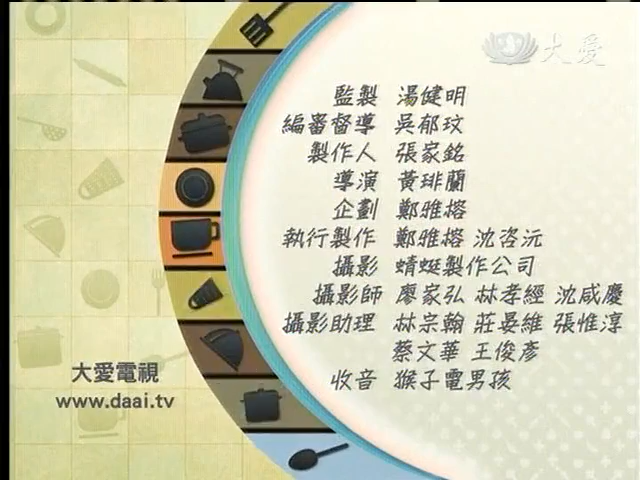 大愛
監製 湯健明
編審督導 吳郁玟
製作人 張家銘
導演 黃琲蘭
企劃 鄭雅撘
執行製作 鄭雅撘 沈咨沅
攝影 蜻蜓製作公司
攝影師 廖家弘 林孝經 沈咸慶
攝影助理 林宗翰 莊晏維 張惟淳
蔡文華 王俊彥
收音 猴子電男孩
大愛電視
www.daai.tv